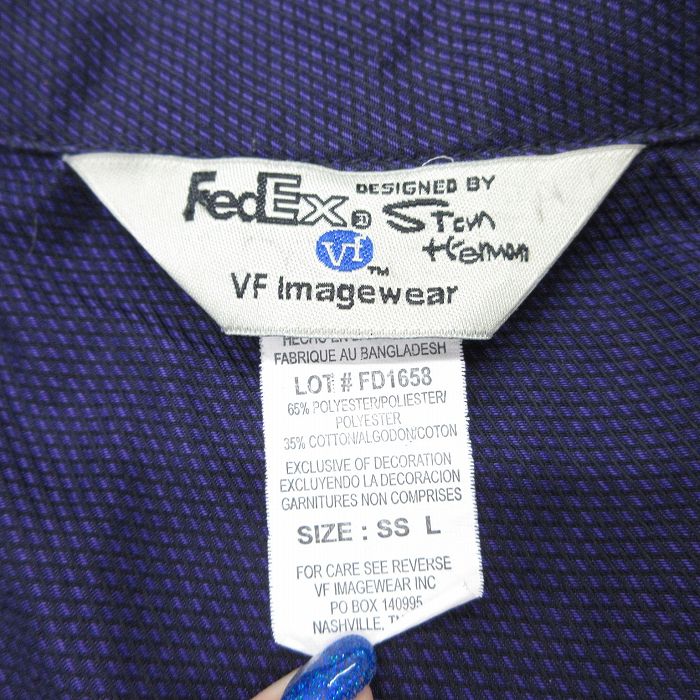 FedEx® DESIGNED BY
Stan Herman
vf™
VF Imagewear
FABRIQUE AU BANGLADESH
LOT # FD1658
65% POLYESTER/POLIESTER/
POLYESTER
35% COTTON/ALGODON/COTON
EXCLUSIVE OF DECORATION
EXCLUYENDO LA DECORACION
GARNITURES NON COMPRISES
SIZE : SS L
FOR CARE SEE REVERSE
VF IMAGEWEAR INC
PO BOX 140995
NASHVILLE,